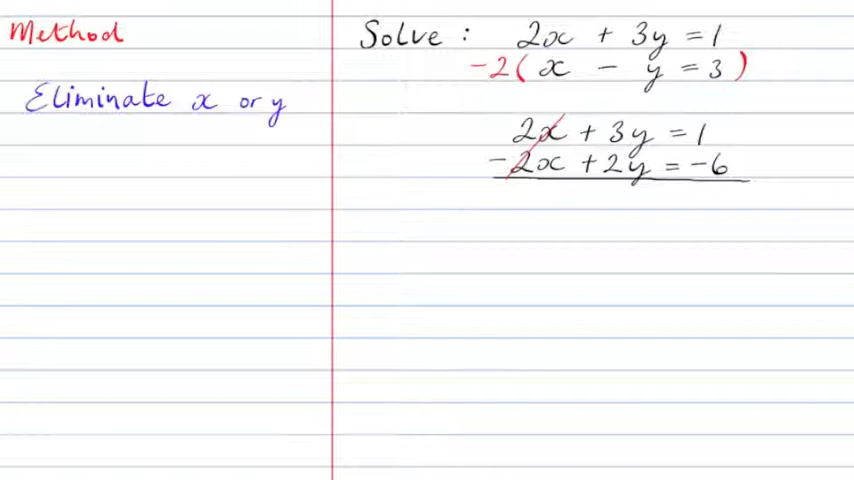 Method
Solve : 2x + 3y = 1
-2( x - y = 3 )
Eliminate x or y
2x + 3y = 1
-2x + 2y = -6